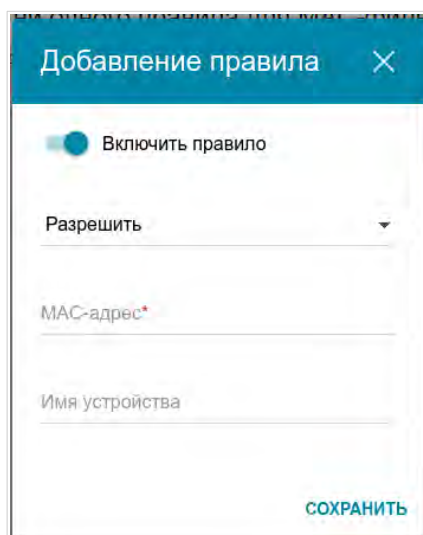 Добавление правила
Включить правило
Разрешить
MAC-адрес*
Имя устройства
СОХРАНИТЬ